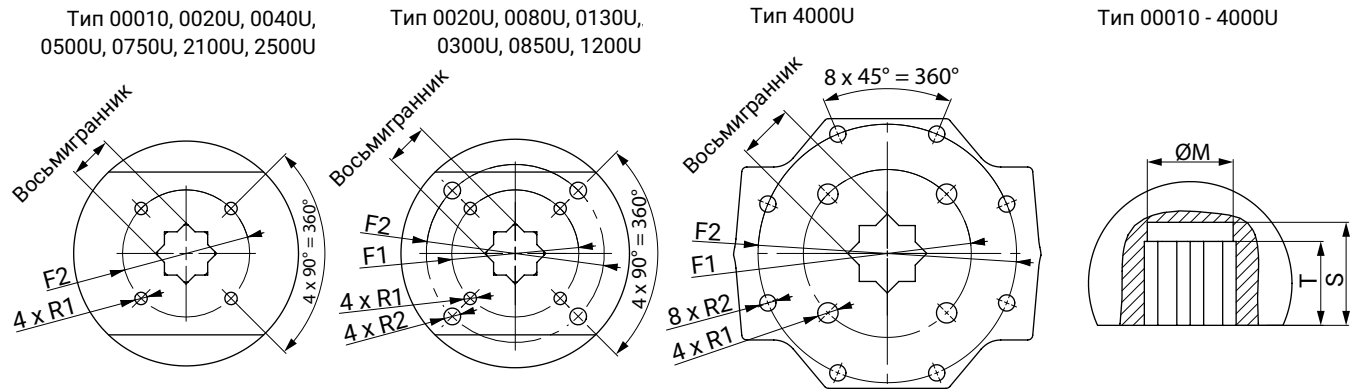 Тип 00010, 0020U, 0040U,
0500U, 0750U, 2100U, 2500U
Восьмигранник
F2
4 x R1
4 x 90° = 360°
Тип 0020U, 0080U, 0130U,
0300U, 0850U, 1200U
Восьмигранник
F2
F1
4 x R1
4 x R2
4 x 90° = 360°
Тип 4000U
8 x 45° = 360°
Восьмигранник
F2
F1
8 x R2
4 x R1
Тип 00010 - 4000U
ØM
T
S